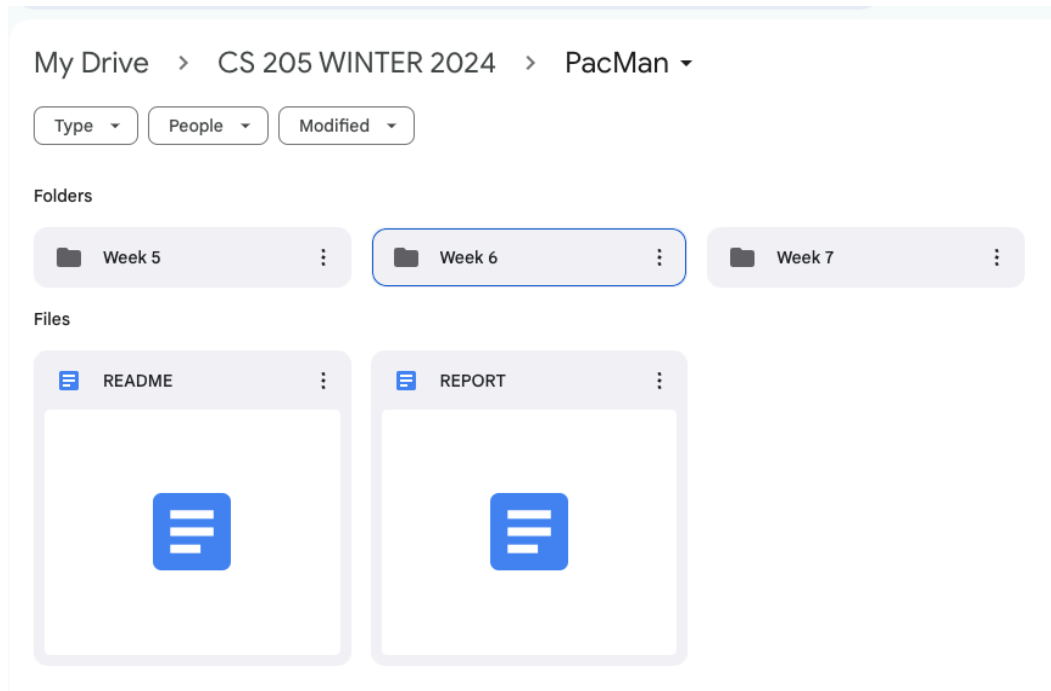 My Drive > CS 205 WINTER 2024 > PacMan
Type People Modified
Folders
Week 5 Week 6 Week 7
Files
README REPORT